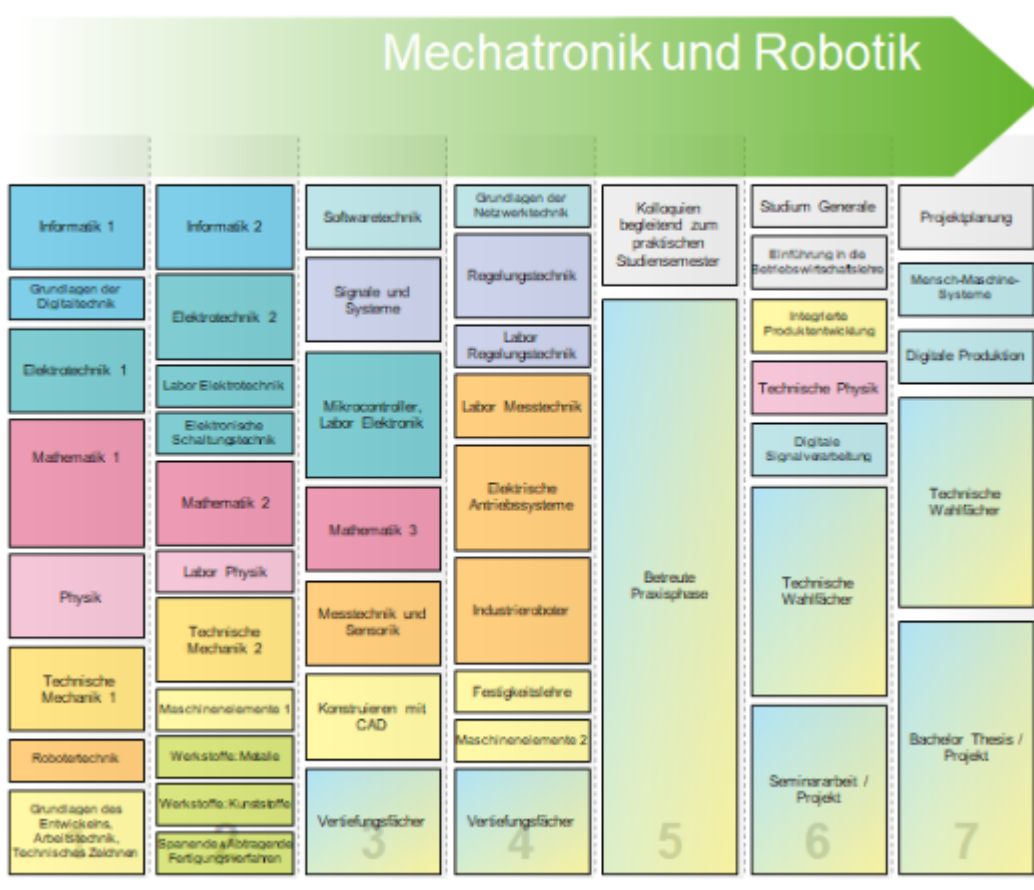 Mechatronik und Robotik
Informatik 1
Grundlagen der
Digitaltechnik
Elektrotechnik 1
Mathematik 1
Physik
Technische
Mechanik 1
Robotertechnik
Grundlagen des
Entwickelns,
Arbeitstechnik,
Technisches Zeichnen
1
Informatik 2
Elektrotechnik 2
Labor Elektrotechnik
Elektronische
Schaltungstechnik
Mathematik 2
Labor Physik
Technische
Mechanik 2
Maschinenelemente 1
Werkstoffe: Metalle
Werkstoffe: Kunststoffe
Spanende+Abtragende
Fertigungsverfahren
2
Softwaretechnik
Signale und
Systeme
Mikrocontroller,
Labor Elektronik
Mathematik 3
Messtechnik und
Sensorik
Konstruieren mit
CAD
Vertiefungsfächer
3
Grundlagen der
Netzwerktechnik
Regelungstechnik
Labor
Regelungstechnik
Labor Messtechnik
Elektrische
Antriebssysteme
Industrieroboter
Festigkeitslehre
Maschinenelemente 2
Vertiefungsfächer
4
Kolloquien
begleitend zum
praktischen
Studiensemester
Betreute
Praxisphase
5
Studium Generale
Einführung in die
Betriebswirtschaftslehre
Integrierte
Produktentwicklung
Technische Physik
Digitale
Signalverarbeitung
Technische
Wahlfächer
Seminararbeit /
Projekt
6
Projektplanung
Mensch-Maschine-
Systeme
Digitale Produktion
Technische
Wahlfächer
Bachelor Thesis /
Projekt
7